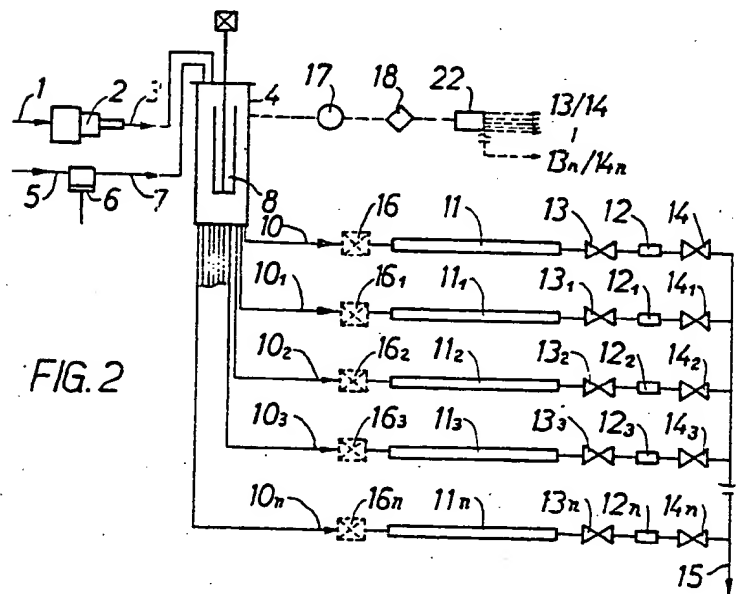 1 2 3 4 17 18 22 13/14
13n/14n
5 6 7 8
10 16 11 13 12 14
10₁ 16₁ 11₁ 13₁ 12₁ 14₁
FIG. 2
10₂ 16₂ 11₂ 13₂ 12₂ 14₂
10₃ 16₃ 11₃ 13₃ 12₃ 14₃
10n 16n 11n 13n 12n 14n
15